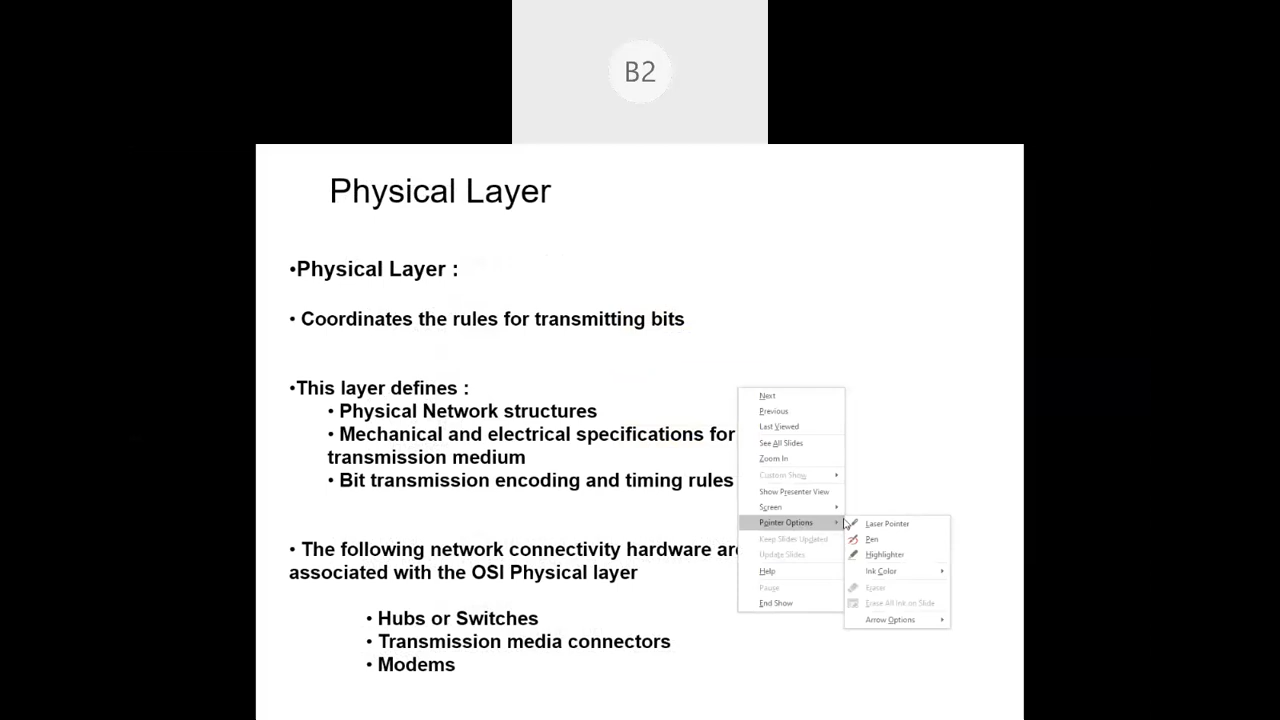 B2
Physical Layer
•Physical Layer :
• Coordinates the rules for transmitting bits
•This layer defines :
• Physical Network structures
• Mechanical and electrical specifications for
transmission medium
• Bit transmission encoding and timing rules
• The following network connectivity hardware are
associated with the OSI Physical layer
• Hubs or Switches
• Transmission media connectors
• Modems
Next
Previous
Last Viewed
See All Slides
Zoom In
Custom Show
Show Presenter View
Screen
Pointer Options
Keep Slides Updated
Update Slides
Help
Pause
End Show
Laser Pointer
Pen
Highlighter
Ink Color
Eraser
Erase All Ink on Slide
Arrow Options